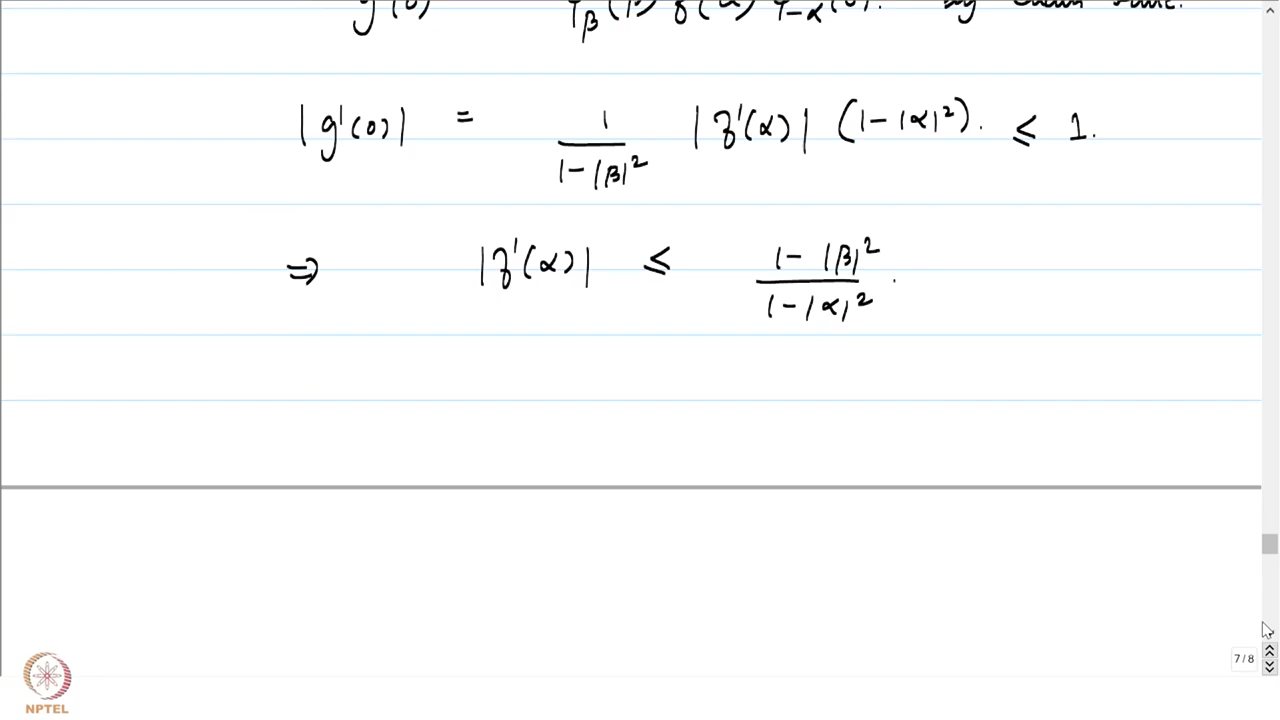 |g'(0)| = 1/(1-|β|²) |f'(α)| (1-|α|²). ≤ 1.
⇒ |f'(α)| ≤ (1-|β|²)/(1-|α|²).
7/8
NPTEL